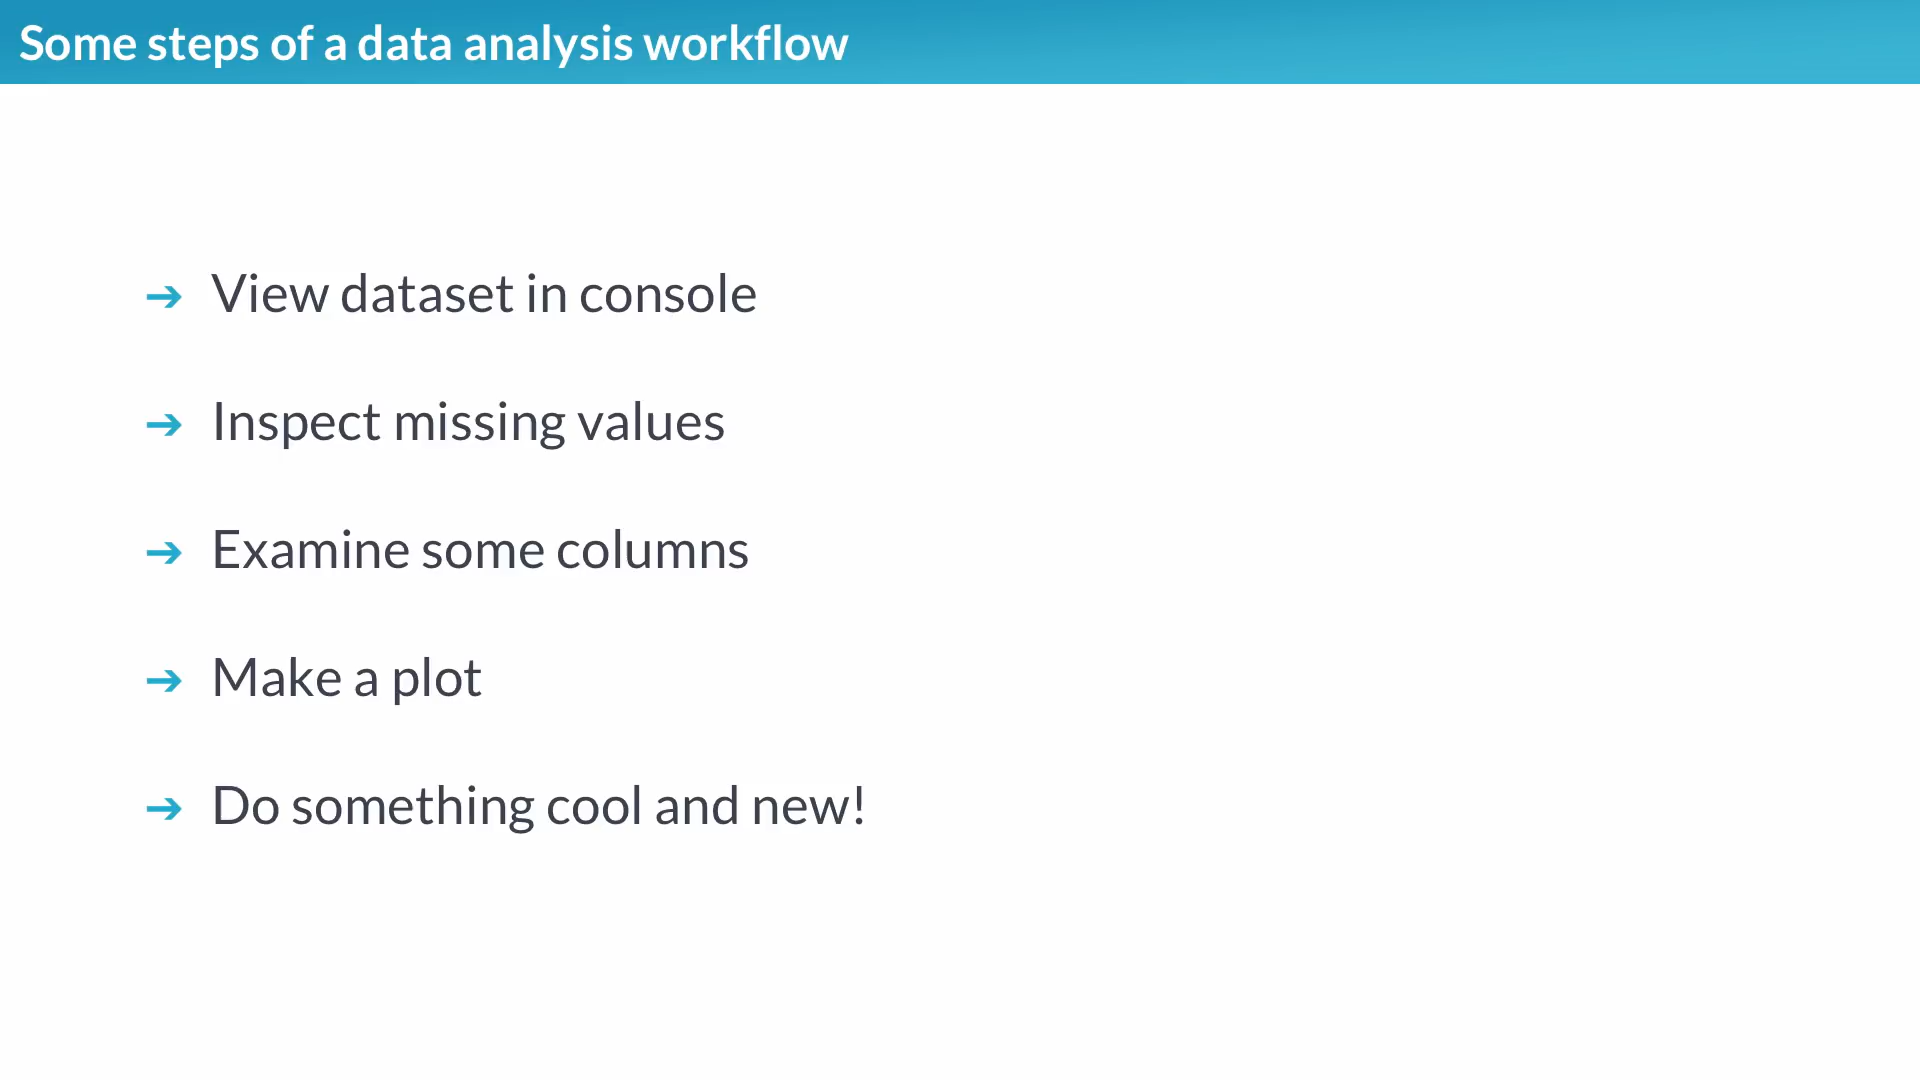 Some steps of a data analysis workflow
➔ View dataset in console
➔ Inspect missing values
➔ Examine some columns
➔ Make a plot
➔ Do something cool and new!